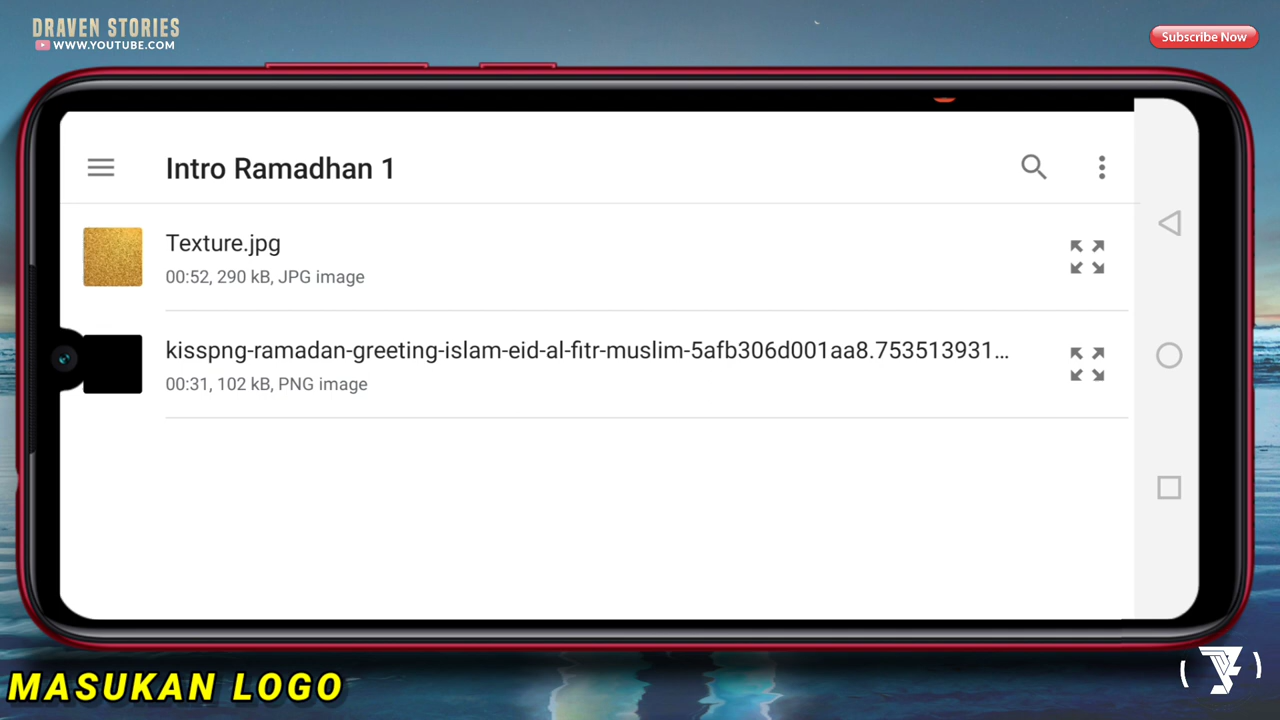 DRAVEN STORIES
WWW.YOUTUBE.COM
Subscribe Now
Intro Ramadhan 1
Texture.jpg
00:52, 290 kB, JPG image
kisspng-ramadan-greeting-islam-eid-al-fitr-muslim-5afb306d001aa8.753513931...
00:31, 102 kB, PNG image
MASUKAN LOGO